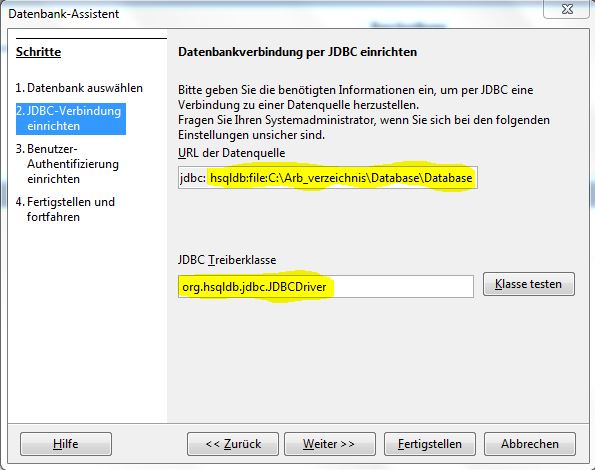 Datenbank-Assistent
Schritte
1. Datenbank auswählen
2. JDBC-Verbindung
einrichten
3. Benutzer-
Authentifizierung
einrichten
4. Fertigstellen und
fortfahren
Datenbankverbindung per JDBC einrichten
Bitte geben Sie die benötigten Informationen ein, um per JDBC eine
Verbindung zu einer Datenquelle herzustellen.
Fragen Sie Ihren Systemadministrator, wenn Sie sich bei den folgenden
Einstellungen unsicher sind.
URL der Datenquelle
jdbc: hsqldb:file:C:\Arb_verzeichnis\Database\Database
JDBC Treiberklasse
org.hsqldb.jdbc.JDBCDriver
Klasse testen
Hilfe
<< Zurück
Weiter >>
Fertigstellen
Abbrechen